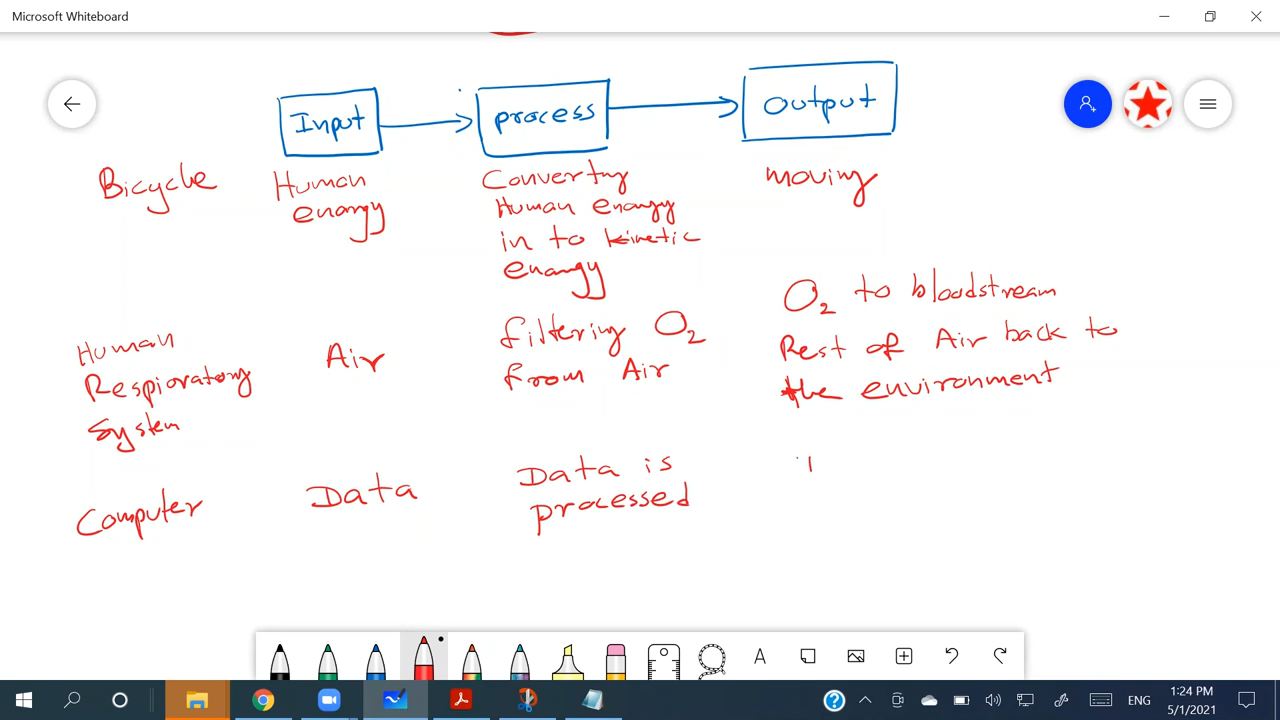 Microsoft Whiteboard
Input
process
output
Bicycle
Human
energy
Converting
Human energy
in to kinetic
energy
moving
Human
Respioratory
System
Air
filtering O2
from Air
O2 to bloodstream
Rest of Air back to
the environment
Computer
Data
Data is
processed
A
?
ENG
1:24 PM
5/1/2021